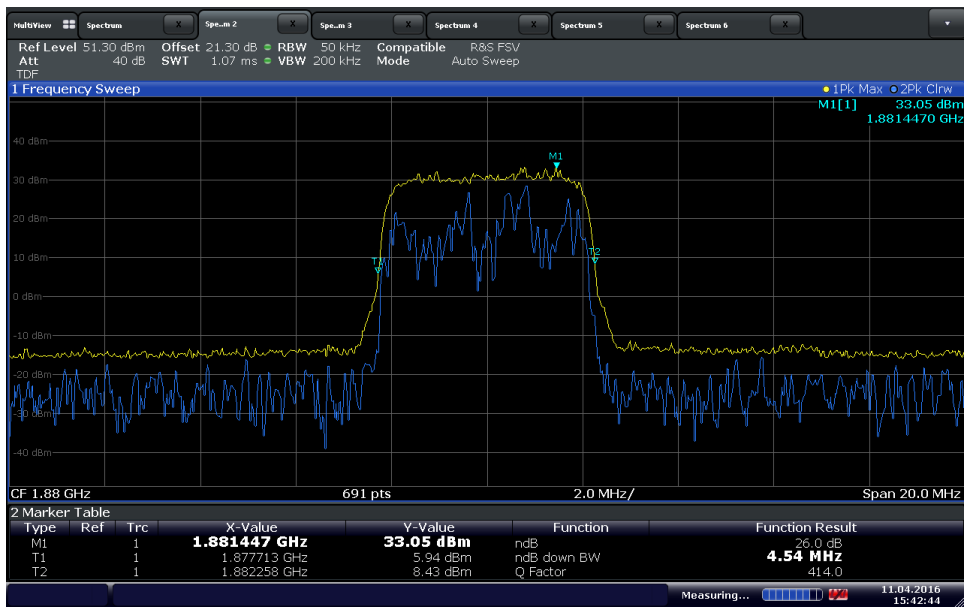 MultiView Spectrum X Spe..m 2 X Spe..m 3 X Spectrum 4 X Spectrum 5 X Spectrum 6 X
Ref Level 51.30 dBm Offset 21.30 dB RBW 50 kHz Compatible R&S FSV
Att 40 dB SWT 1.07 ms VBW 200 kHz Mode Auto Sweep
TDF
1 Frequency Sweep 1Pk Max 2Pk Clrw
M1[1] 33.05 dBm
1.8814470 GHz
40 dBm
M1
30 dBm
20 dBm
T2
10 dBm
0 dBm
-10 dBm
-20 dBm
-30 dBm
-40 dBm
CF 1.88 GHz 691 pts 2.0 MHz/ Span 20.0 MHz
2 Marker Table
Type Ref Trc X-Value Y-Value Function Function Result
M1 1 1.881447 GHz 33.05 dBm ndB 26.0 dB
T1 1 1.877713 GHz 5.94 dBm ndB down BW 4.54 MHz
T2 1 1.882258 GHz 8.43 dBm Q Factor 414.0
Measuring... 11.04.2016
15:42:44